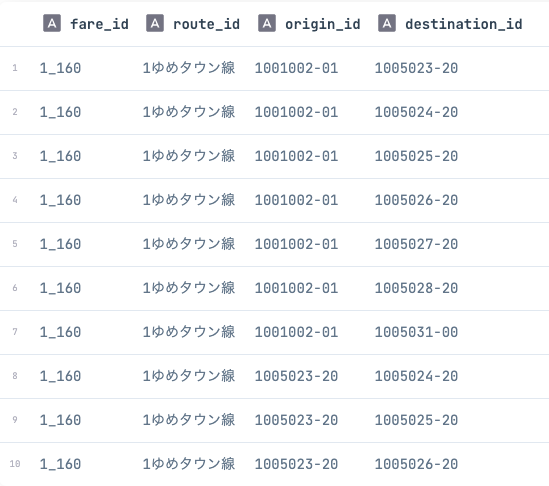 A fare_id A route_id A origin_id A destination_id
1 1_160 1ゆめタウン線 1001002-01 1005023-20
2 1_160 1ゆめタウン線 1001002-01 1005024-20
3 1_160 1ゆめタウン線 1001002-01 1005025-20
4 1_160 1ゆめタウン線 1001002-01 1005026-20
5 1_160 1ゆめタウン線 1001002-01 1005027-20
6 1_160 1ゆめタウン線 1001002-01 1005028-20
7 1_160 1ゆめタウン線 1001002-01 1005031-00
8 1_160 1ゆめタウン線 1005023-20 1005024-20
9 1_160 1ゆめタウン線 1005023-20 1005025-20
10 1_160 1ゆめタウン線 1005023-20 1005026-20